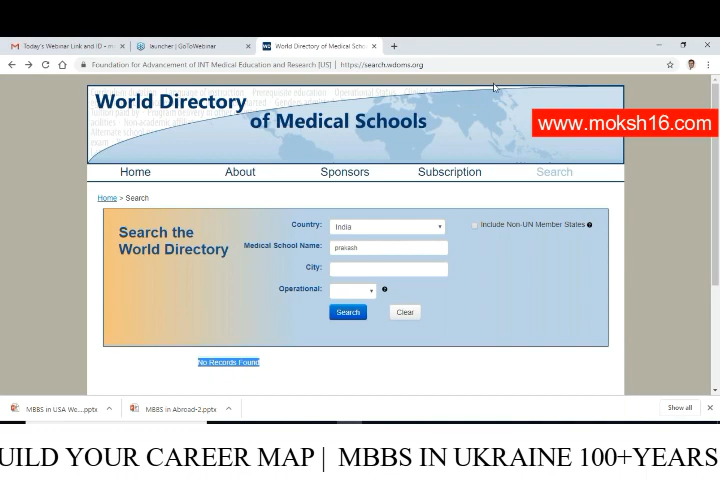 Today's Webinar Link and ID - m
launcher | GoToWebinar
World Directory of Medical Scho
Foundation for Advancement of INT Medical Education and Research [US] | https://search.wdoms.org
World Directory
of Medical Schools
www.moksh16.com
Home About Sponsors Subscription Search
Home > Search
Search the
World Directory
Country: India
Include Non-UN Member States
Medical School Name: prakash
City:
Operational:
Search Clear
No Records Found
MBBS in USA We....pptx
MBBS in Abroad-2.pptx
Show all
UILD YOUR CAREER MAP | MBBS IN UKRAINE 100+YEARS